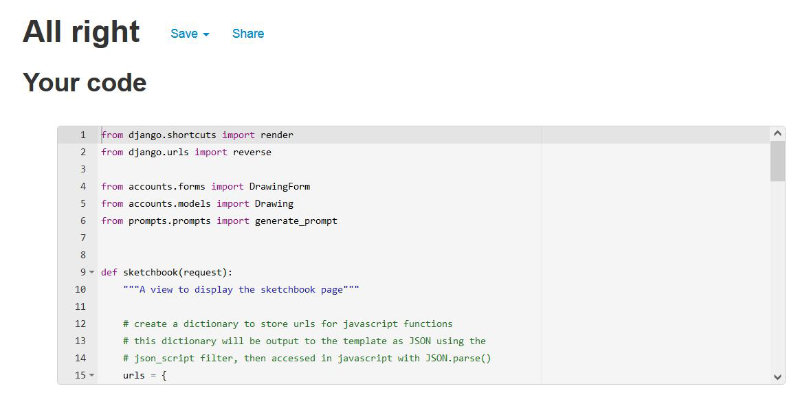 All right Save Share
Your code
1 from django.shortcuts import render
2 from django.urls import reverse
3
4 from accounts.forms import DrawingForm
5 from accounts.models import Drawing
6 from prompts.prompts import generate_prompt
7
8
9 def sketchbook(request):
10 """A view to display the sketchbook page"""
11
12 # create a dictionary to store urls for javascript functions
13 # this dictionary will be output to the template as JSON using the
14 # json_script filter, then accessed in javascript with JSON.parse()
15 urls = {